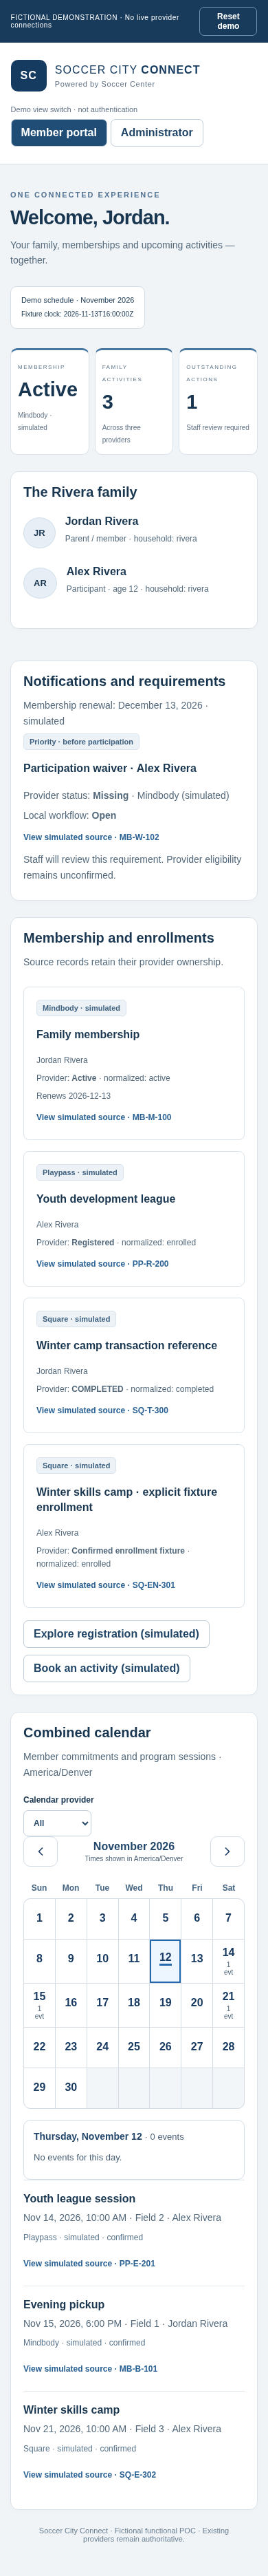 FICTIONAL DEMONSTRATION · No live provider
connections
Reset
demo
SC
SOCCER CITY CONNECT
Powered by Soccer Center
Demo view switch · not authentication
Member portal
Administrator
ONE CONNECTED EXPERIENCE
Welcome, Jordan.
Your family, memberships and upcoming activities —
together.
Demo schedule · November 2026
Fixture clock: 2026-11-13T16:00:00Z
MEMBERSHIP
Active
Mindbody ·
simulated
FAMILY
ACTIVITIES
3
Across three
providers
OUTSTANDING
ACTIONS
1
Staff review required
The Rivera family
JR
Jordan Rivera
Parent / member · household: rivera
AR
Alex Rivera
Participant · age 12 · household: rivera
Notifications and requirements
Membership renewal: December 13, 2026 ·
simulated
Priority · before participation
Participation waiver · Alex Rivera
Provider status: Missing · Mindbody (simulated)
Local workflow: Open
View simulated source · MB-W-102
Staff will review this requirement. Provider eligibility
remains unconfirmed.
Membership and enrollments
Source records retain their provider ownership.
Mindbody · simulated
Family membership
Jordan Rivera
Provider: Active · normalized: active
Renews 2026-12-13
View simulated source · MB-M-100
Playpass · simulated
Youth development league
Alex Rivera
Provider: Registered · normalized: enrolled
View simulated source · PP-R-200
Square · simulated
Winter camp transaction reference
Jordan Rivera
Provider: COMPLETED · normalized: completed
View simulated source · SQ-T-300
Square · simulated
Winter skills camp · explicit fixture
enrollment
Alex Rivera
Provider: Confirmed enrollment fixture ·
normalized: enrolled
View simulated source · SQ-EN-301
Explore registration (simulated)
Book an activity (simulated)
Combined calendar
Member commitments and program sessions ·
America/Denver
Calendar provider
All
November 2026
Times shown in America/Denver
Sun Mon Tue Wed Thu Fri Sat
1 2 3 4 5 6 7
8 9 10 11 12 13 14
1
evt
15 16 17 18 19 20 21
1 1
evt evt
22 23 24 25 26 27 28
29 30
Thursday, November 12 · 0 events
No events for this day.
Youth league session
Nov 14, 2026, 10:00 AM · Field 2 · Alex Rivera
Playpass · simulated · confirmed
View simulated source · PP-E-201
Evening pickup
Nov 15, 2026, 6:00 PM · Field 1 · Jordan Rivera
Mindbody · simulated · confirmed
View simulated source · MB-B-101
Winter skills camp
Nov 21, 2026, 10:00 AM · Field 3 · Alex Rivera
Square · simulated · confirmed
View simulated source · SQ-E-302
Soccer City Connect · Fictional functional POC · Existing
providers remain authoritative.